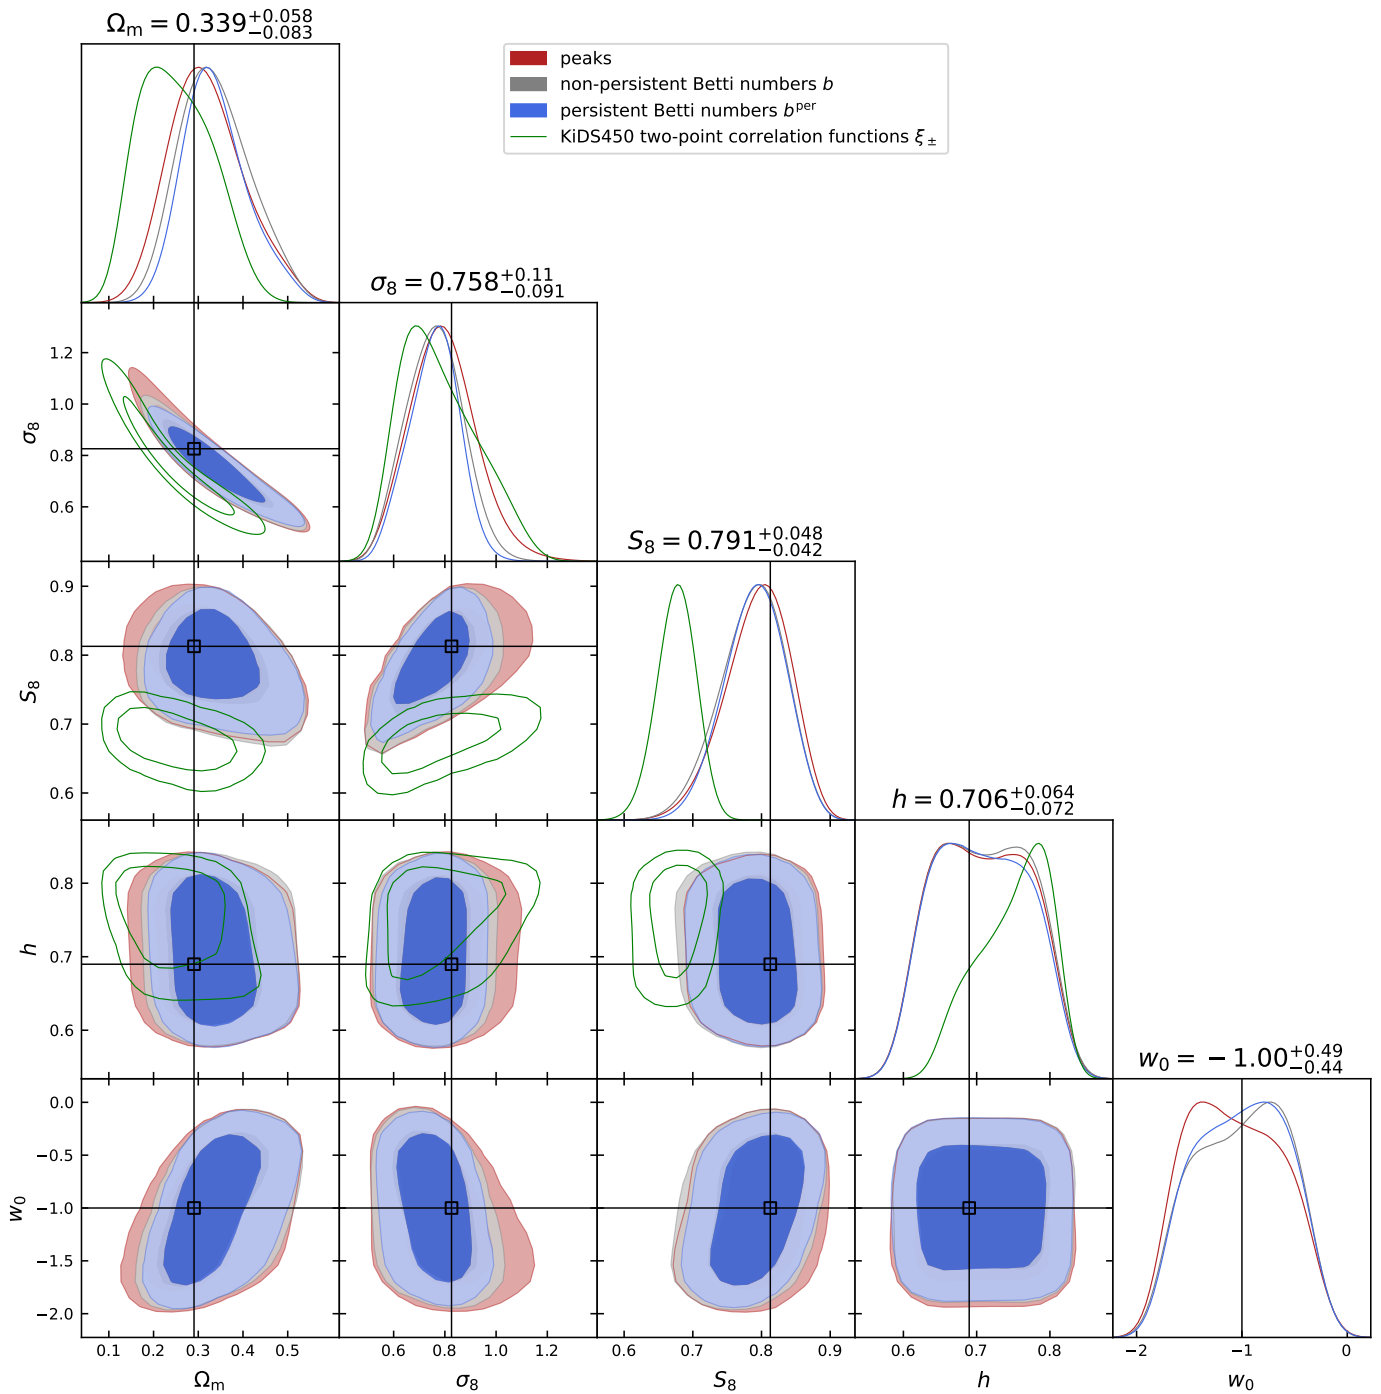 Ωm = 0.339+0.058−0.083
peaks
non-persistent Betti numbers b
persistent Betti numbers bper
KiDS450 two-point correlation functions ξ±
σ8 = 0.758+0.11−0.091
1.2
1.0
0.8
0.6
σ8
S8 = 0.791+0.048−0.042
0.9
0.8
0.7
0.6
S8
h = 0.706+0.064−0.072
0.8
0.7
0.6
h
w0 = −1.00+0.49−0.44
0.0
−0.5
−1.0
−1.5
−2.0
w0
0.1 0.2 0.3 0.4 0.5 0.6 0.8 1.0 1.2 0.6 0.7 0.8 0.9 0.6 0.8 −2 −1 0
Ωm σ8 S8 h w0